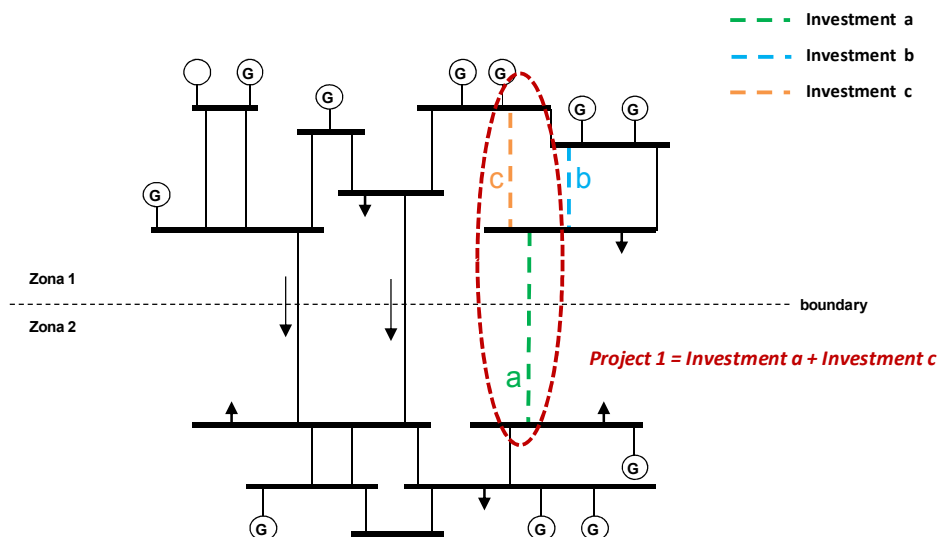 Investment a
Investment b
Investment c
G
G
G
G
G
G
G
c
b
Zona 1
boundary
Zona 2
Project 1 = Investment a + Investment c
a
G
G
G
G